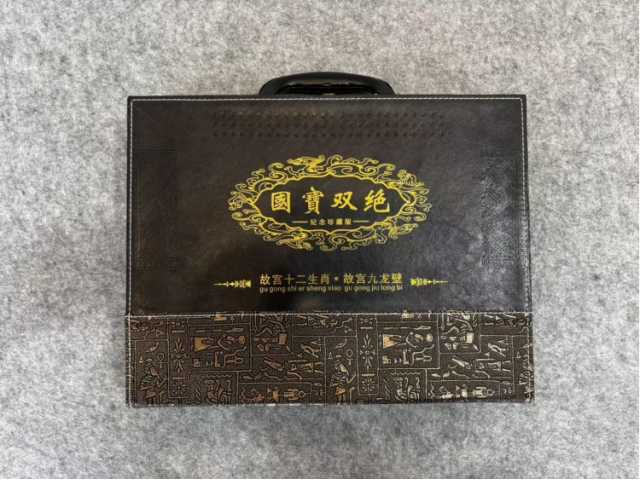 國寶双绝
纪念珍藏版
故宫十二生肖·故宫九龙壁
gu gong shi er sheng xiao gu gong jiu long bi